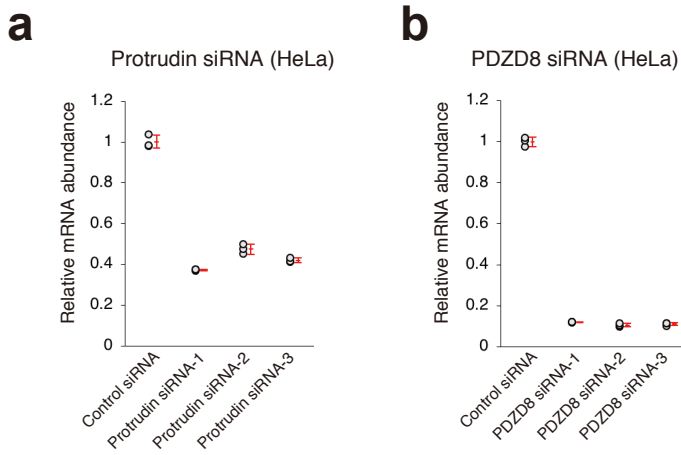 a
Protrudin siRNA (HeLa)
Relative mRNA abundance
1.2
1
0.8
0.6
0.4
0.2
0
Control siRNA
Protrudin siRNA-1
Protrudin siRNA-2
Protrudin siRNA-3
b
PDZD8 siRNA (HeLa)
Relative mRNA abundance
1.2
1
0.8
0.6
0.4
0.2
0
Control siRNA
PDZD8 siRNA-1
PDZD8 siRNA-2
PDZD8 siRNA-3